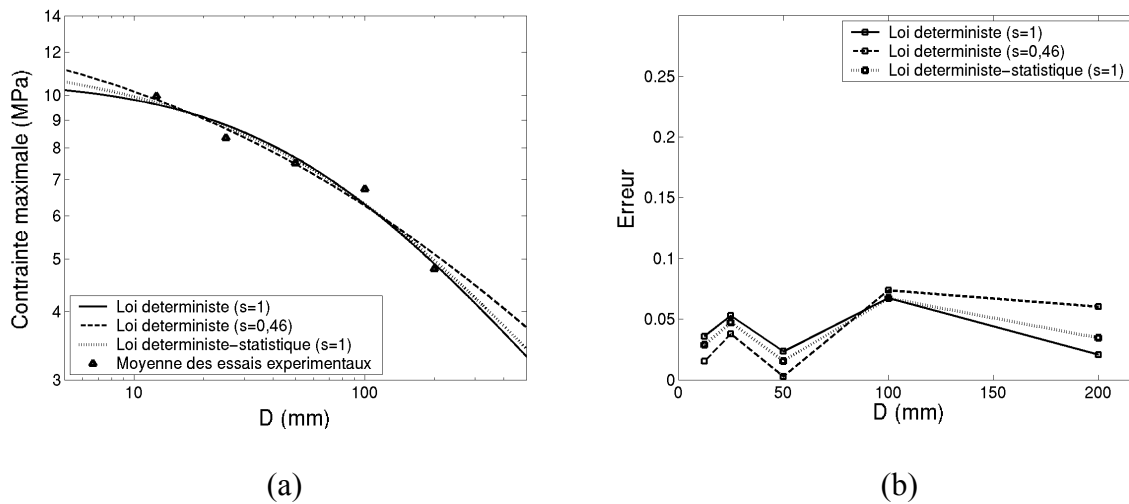 14
12
10
9
8
7
6
5
4
3
Contrainte maximale (MPa)
Loi deterministe (s=1)
Loi deterministe (s=0,46)
Loi deterministe-statistique (s=1)
Moyenne des essais experimentaux
10
100
D (mm)
(a)
Loi deterministe (s=1)
Loi deterministe (s=0,46)
Loi deterministe-statistique (s=1)
0.25
0.2
0.15
0.1
0.05
0
Erreur
0
50
100
150
200
D (mm)
(b)